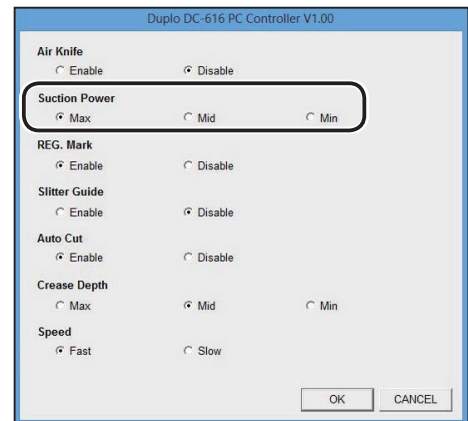 Duplo DC-616 PC Controller V1.00
Air Knife
Enable Disable
Suction Power
Max Mid Min
REG. Mark
Enable Disable
Slitter Guide
Enable Disable
Auto Cut
Enable Disable
Crease Depth
Max Mid Min
Speed
Fast Slow
OK CANCEL